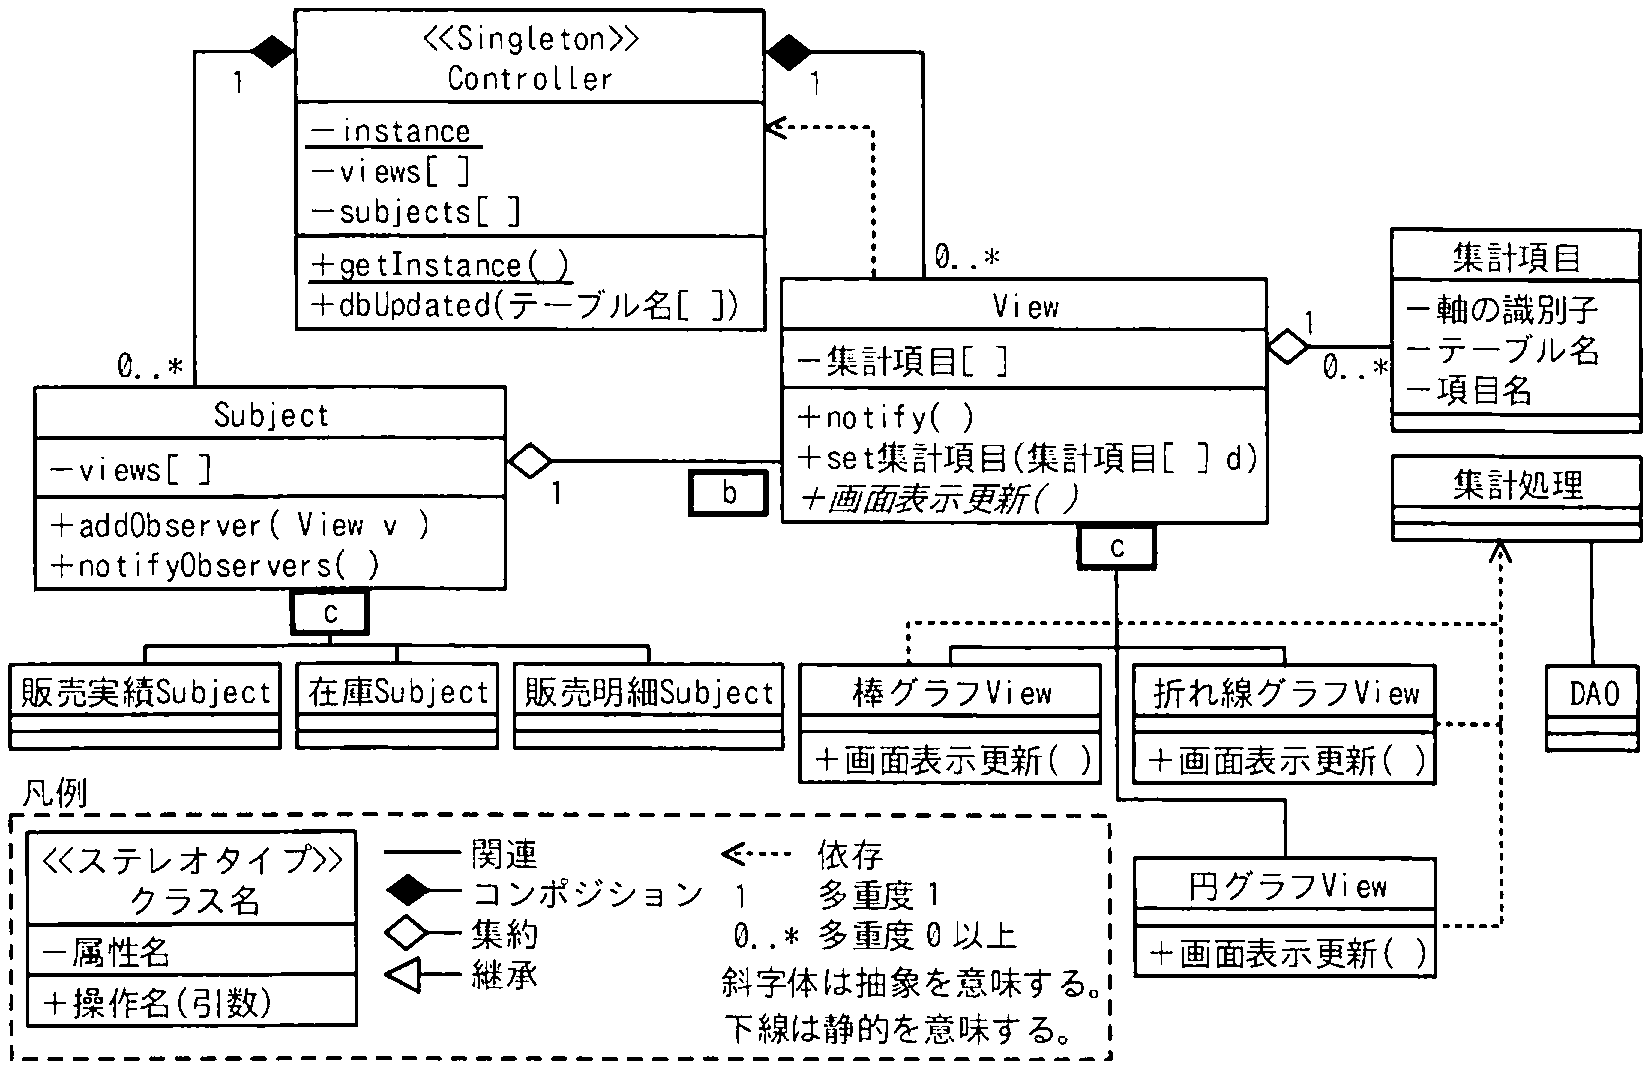 <<Singleton>>
Controller
-instance
-views[ ]
-subjects[ ]
+getInstance( )
+dbUpdated(テーブル名[ ])
1
1
0..*
0..*
Subject
-views[ ]
+addObserver( View v )
+notifyObservers( )
1
b
View
-集計項目[ ]
+notify( )
+set集計項目(集計項目[ ] d)
+画面表示更新( )
1
0..*
集計項目
-軸の識別子
-テーブル名
-項目名
集計処理
c
c
販売実績Subject
在庫Subject
販売明細Subject
棒グラフView
+画面表示更新( )
折れ線グラフView
+画面表示更新( )
DAO
円グラフView
+画面表示更新( )
凡例
<<ステレオタイプ>>
クラス名
-属性名
+操作名(引数)
関連
コンポジション
集約
継承
依存
1 多重度1
0..* 多重度0以上
斜字体は抽象を意味する。
下線は静的を意味する。